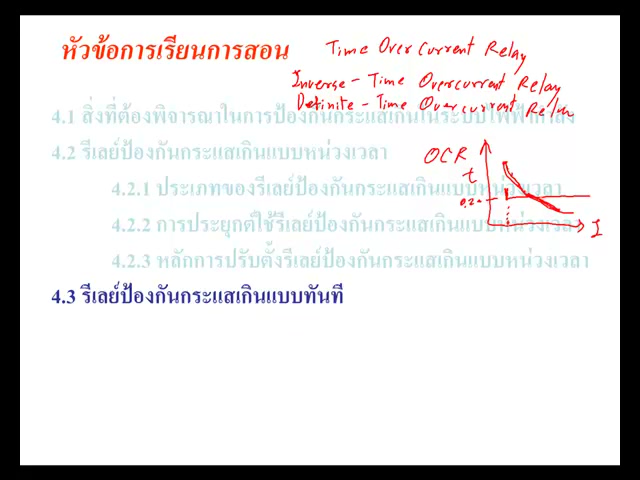 หัวข้อการเรียนการสอน
Time Over Current Relay
Inverse - Time Overcurrent Relay
Definite - Time Overcurrent Relay
4.1 สิ่งที่ต้องพิจารณาในการป้องกันกระแสเกินในระบบไฟฟ้ากำลัง
4.2 รีเลย์ป้องกันกระแสเกินแบบหน่วงเวลา
OCR
t
4.2.1 ประเภทของรีเลย์ป้องกันกระแสเกินแบบหน่วงเวลา
4.2.2 การประยุกต์ใช้รีเลย์ป้องกันกระแสเกินแบบหน่วงเวลา
I
4.2.3 หลักการปรับตั้งรีเลย์ป้องกันกระแสเกินแบบหน่วงเวลา
4.3 รีเลย์ป้องกันกระแสเกินแบบทันที